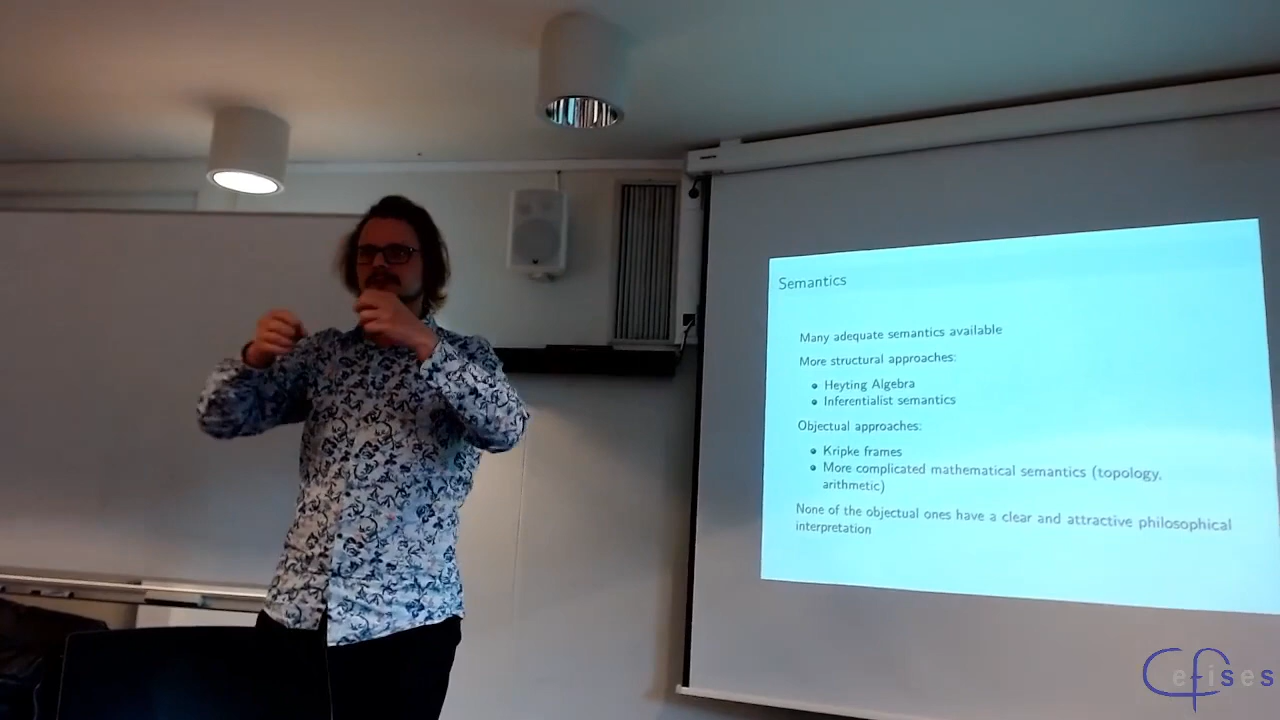 Semantics
Many adequate semantics available
More structural approaches:
• Heyting Algebra
• Inferentialist semantics
Objectual approaches:
• Kripke frames
• More complicated mathematical semantics (topology,
arithmetic)
None of the objectual ones have a clear and attractive philosophical
interpretation
Cefises